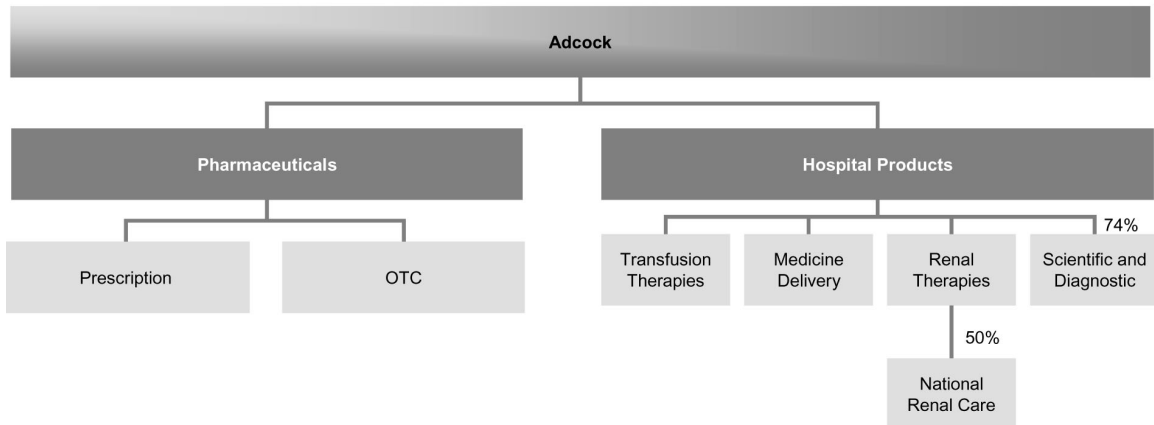 Adcock
Pharmaceuticals
Hospital Products
74%
Prescription
OTC
Transfusion
Therapies
Medicine
Delivery
Renal
Therapies
Scientific and
Diagnostic
50%
National
Renal Care